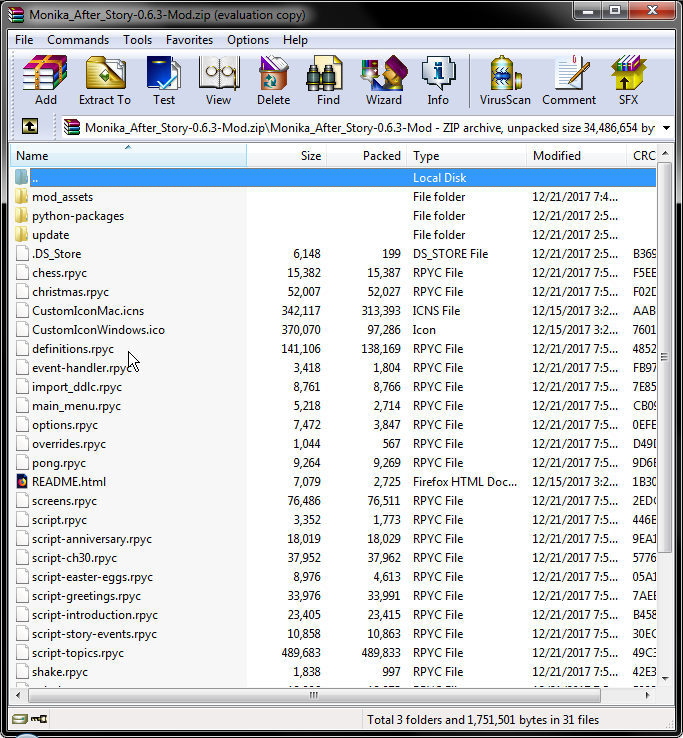 Monika_After_Story-0.6.3-Mod.zip (evaluation copy)
File Commands Tools Favorites Options Help
Add Extract To Test View Delete Find Wizard Info VirusScan Comment SFX
Monika_After_Story-0.6.3-Mod.zip\Monika_After_Story-0.6.3-Mod - ZIP archive, unpacked size 34,486,654 by
Name Size Packed Type Modified CRC
.. Local Disk
mod_assets File folder 12/21/2017 7:4...
python-packages File folder 12/21/2017 2:5...
update File folder 12/21/2017 2:5...
.DS_Store 6,148 199 DS_STORE File 12/21/2017 2:5... B369
chess.rpyc 15,382 15,387 RPYC File 12/21/2017 7:5... F5EE
christmas.rpyc 52,007 52,027 RPYC File 12/21/2017 7:5... F02D
CustomIconMac.icns 342,117 313,393 ICNS File 12/15/2017 3:2... AAB
CustomIconWindows.ico 370,070 97,286 Icon 12/15/2017 3:2... 7601
definitions.rpyc 141,106 138,169 RPYC File 12/21/2017 7:5... 4852
event-handler.rpyc 3,418 1,804 RPYC File 12/21/2017 7:5... FB97
import_ddlc.rpyc 8,761 8,766 RPYC File 12/21/2017 7:5... 7E85
main_menu.rpyc 5,218 2,714 RPYC File 12/21/2017 7:5... CB09
options.rpyc 7,472 3,847 RPYC File 12/21/2017 7:5... 0EFE
overrides.rpyc 1,044 567 RPYC File 12/21/2017 7:5... D49D
pong.rpyc 9,264 9,269 RPYC File 12/21/2017 7:5... 9D6E
README.html 7,079 2,725 Firefox HTML Doc... 12/15/2017 3:2... 1B30
screens.rpyc 76,486 76,511 RPYC File 12/21/2017 7:5... 2EDC
script.rpyc 3,352 1,773 RPYC File 12/21/2017 7:5... 446E
script-anniversary.rpyc 18,019 18,029 RPYC File 12/21/2017 7:5... 9EA1
script-ch30.rpyc 37,952 37,962 RPYC File 12/21/2017 7:5... 5776
script-easter-eggs.rpyc 8,976 4,613 RPYC File 12/21/2017 7:5... 05A1
script-greetings.rpyc 33,976 33,991 RPYC File 12/21/2017 7:5... 7AEE
script-introduction.rpyc 23,405 23,415 RPYC File 12/21/2017 7:5... B458
script-story-events.rpyc 10,858 10,863 RPYC File 12/21/2017 7:5... 30EC
script-topics.rpyc 489,683 489,833 RPYC File 12/21/2017 7:5... 49C3
shake.rpyc 1,838 997 RPYC File 12/21/2017 7:5... 42E3
Total 3 folders and 1,751,501 bytes in 31 files